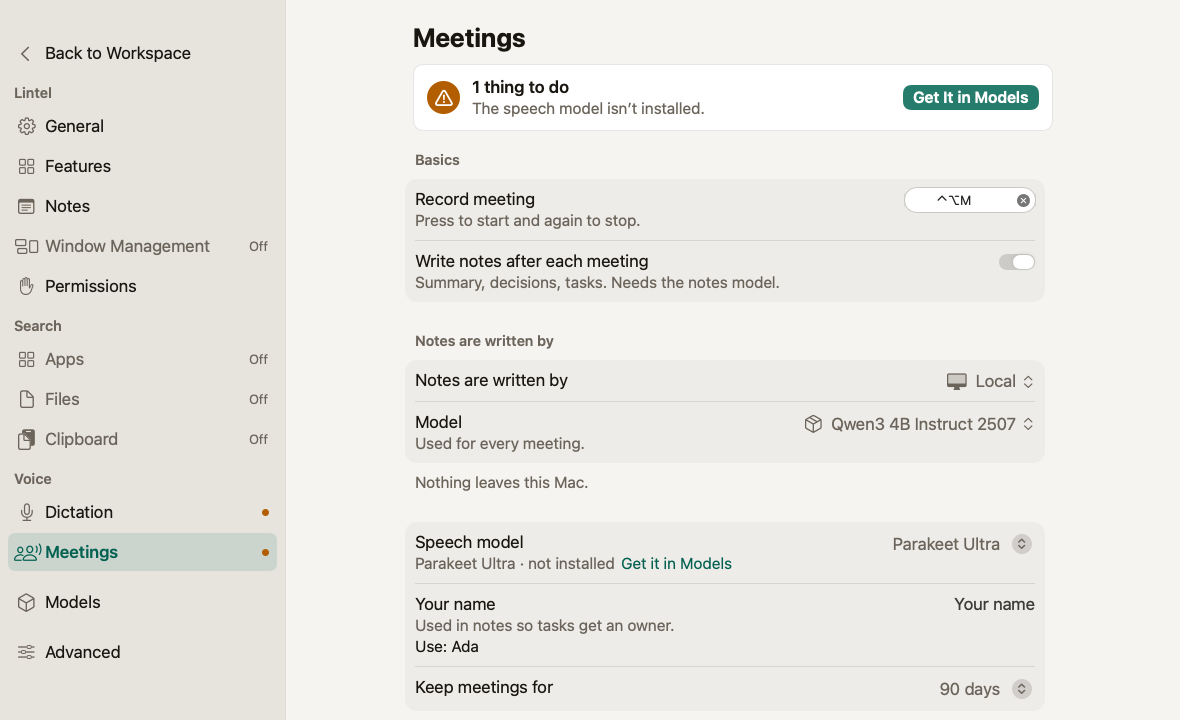 Back to Workspace
Lintel
General
Features
Notes
Window Management Off
Permissions
Search
Apps Off
Files Off
Clipboard Off
Voice
Dictation
Meetings
Models
Advanced
Meetings
1 thing to do
The speech model isn’t installed.
Get It in Models
Basics
Record meeting
Press to start and again to stop.
^⌥M
Write notes after each meeting
Summary, decisions, tasks. Needs the notes model.
Notes are written by
Notes are written by
Local
Model
Used for every meeting.
Qwen3 4B Instruct 2507
Nothing leaves this Mac.
Speech model
Parakeet Ultra · not installed Get it in Models
Parakeet Ultra
Your name
Used in notes so tasks get an owner.
Use: Ada
Your name
Keep meetings for
90 days